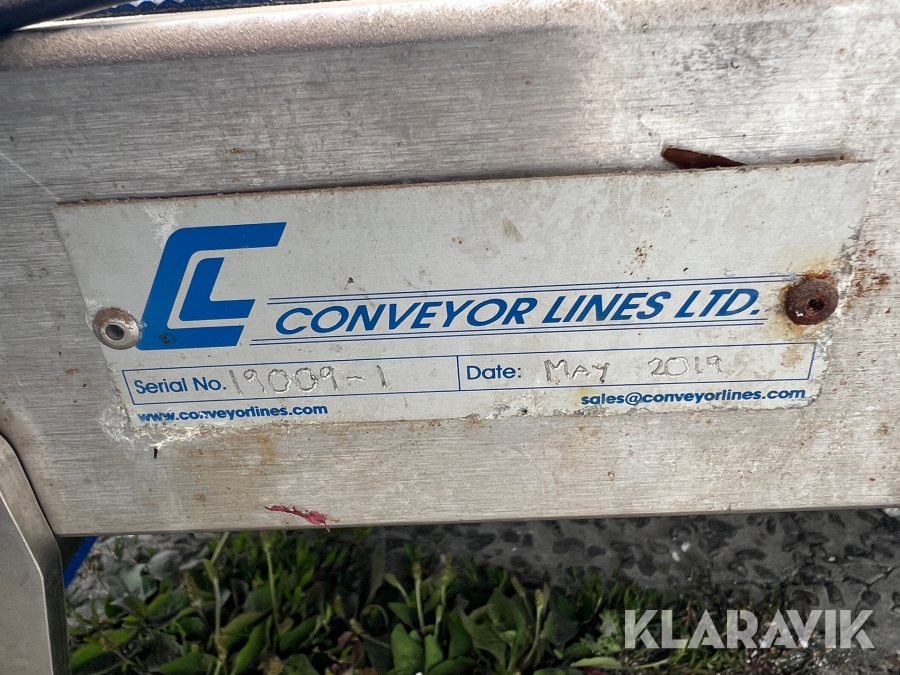 CL
CONVEYOR LINES LTD.
Serial No. 19009-1 Date: MAY 2019
www.conveyorlines.com sales@conveyorlines.com
KLARAVIK